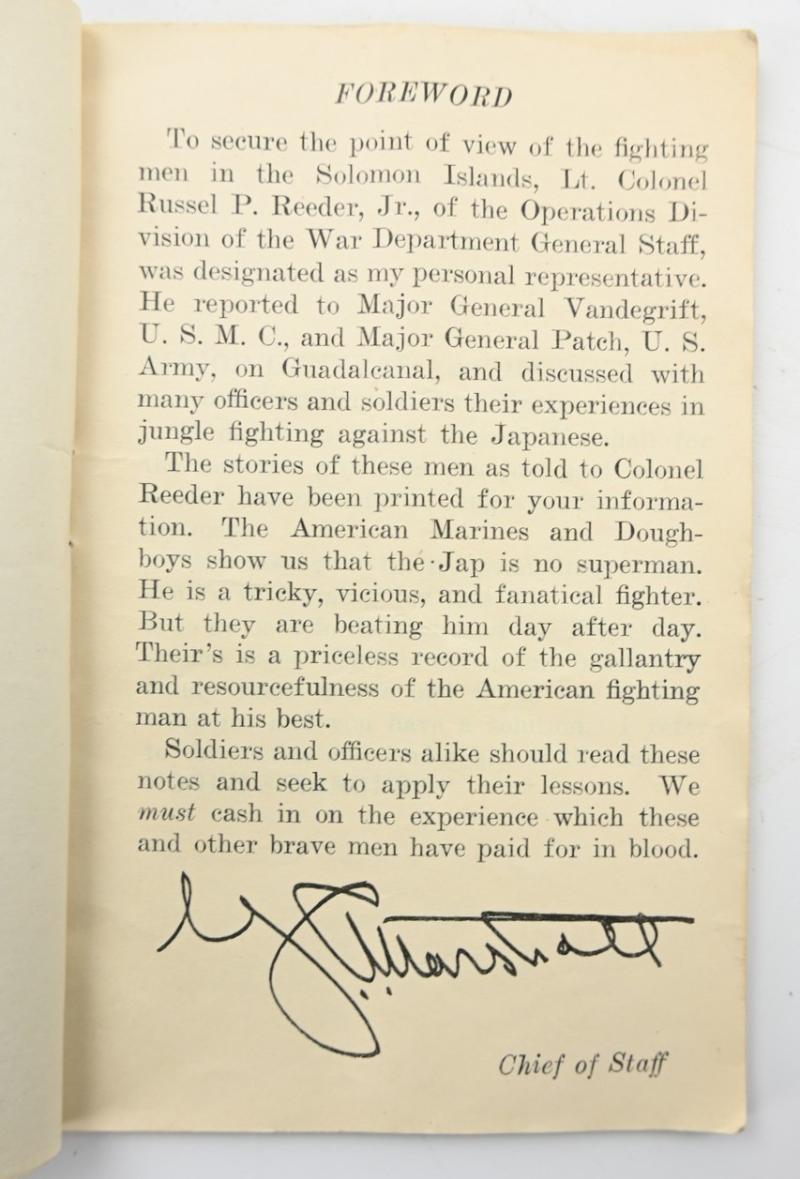 FOREWORD
To secure the point of view of the fighting
men in the Solomon Islands, Lt. Colonel
Russel P. Reeder, Jr., of the Operations Di-
vision of the War Department General Staff,
was designated as my personal representative.
He reported to Major General Vandegrift,
U. S. M. C., and Major General Patch, U. S.
Army, on Guadalcanal, and discussed with
many officers and soldiers their experiences in
jungle fighting against the Japanese.
The stories of these men as told to Colonel
Reeder have been printed for your informa-
tion. The American Marines and Dough-
boys show us that the Jap is no superman.
He is a tricky, vicious, and fanatical fighter.
But they are beating him day after day.
Their's is a priceless record of the gallantry
and resourcefulness of the American fighting
man at his best.
Soldiers and officers alike should read these
notes and seek to apply their lessons. We
must cash in on the experience which these
and other brave men have paid for in blood.
G. C. Marshall
Chief of Staff